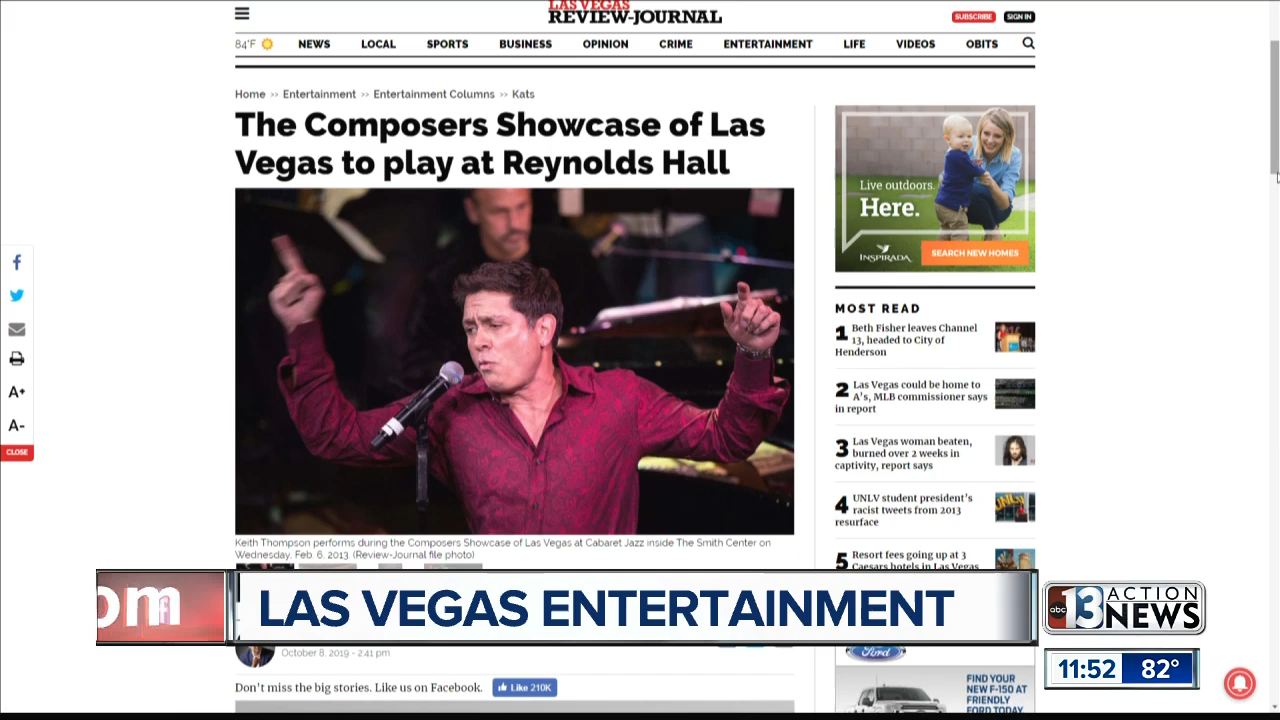 LAS VEGAS
REVIEW-JOURNAL
SUBSCRIBE
SIGN IN
84°F
NEWS
LOCAL
SPORTS
BUSINESS
OPINION
CRIME
ENTERTAINMENT
LIFE
VIDEOS
OBITS
Home >> Entertainment >> Entertainment Columns >> Kats
The Composers Showcase of Las
Vegas to play at Reynolds Hall
Keith Thompson performs during the Composers Showcase of Las Vegas at Cabaret Jazz inside The Smith Center on
Wednesday, Feb. 6, 2013. (Review-Journal file photo)
October 8, 2019 - 2:41 pm
Don't miss the big stories. Like us on Facebook.
Like 210K
A+
A-
CLOSE
Live outdoors.
Here.
INSPIRADA
SEARCH NEW HOMES
MOST READ
1 Beth Fisher leaves Channel
13, headed to City of
Henderson
2 Las Vegas could be home to
A's, MLB commissioner says
in report
3 Las Vegas woman beaten,
burned over 2 weeks in
captivity, report says
4 UNLV student president's
racist tweets from 2013
resurface
UNLV
5 Resort fees going up at 3
Caesars hotels in Las Vegas
Ford
FIND YOUR
NEW F-150 AT
FRIENDLY
FORD TODAY
om
LAS VEGAS ENTERTAINMENT
abc 13 ACTION
NEWS
11:52 82°